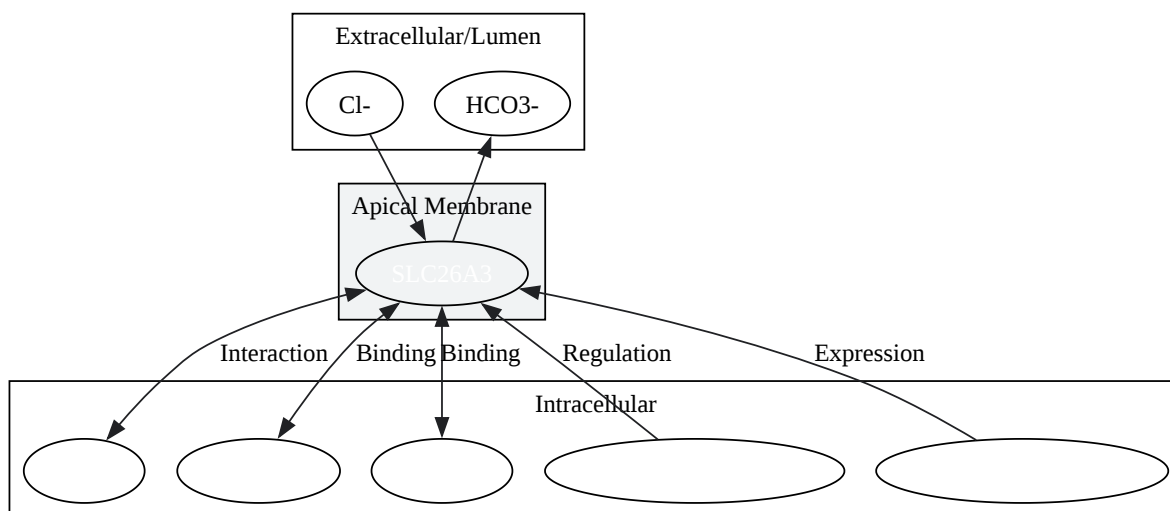 Extracellular/Lumen
Cl-
HCO3-
Apical Membrane
SLC26A3
Interaction
Binding
Binding
Regulation
Expression
Intracellular